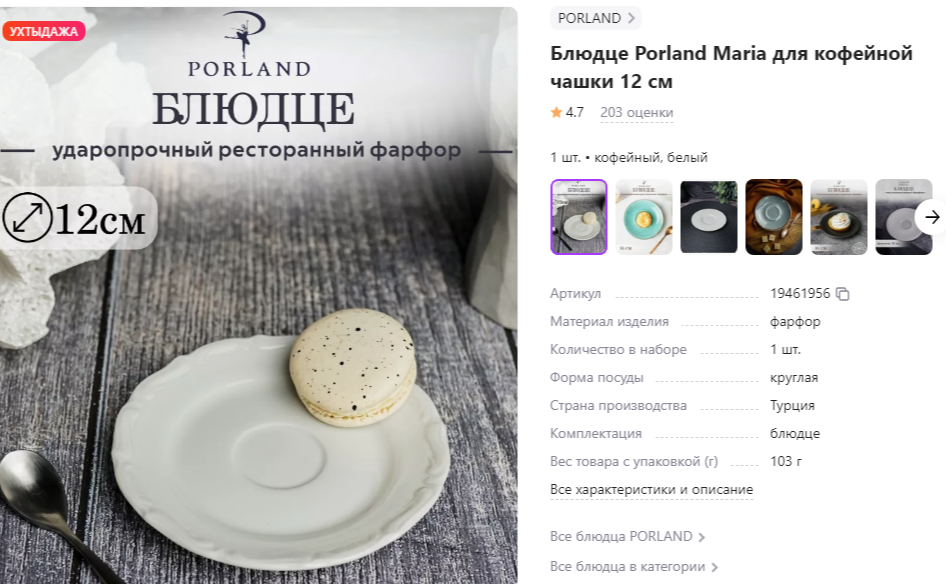 УХТЫДАЖА
PORLAND
БЛЮДЦЕ
ударопрочный ресторанный фарфор
12см
PORLAND
Блюдце Porland Maria для кофейной
чашки 12 см
4.7 203 оценки
1 шт. • кофейный, белый
Артикул 19461956
Материал изделия фарфор
Количество в наборе 1 шт.
Форма посуды круглая
Страна производства Турция
Комплектация блюдце
Вес товара с упаковкой (г) 103 г
Все характеристики и описание
Все блюдца PORLAND
Все блюдца в категории